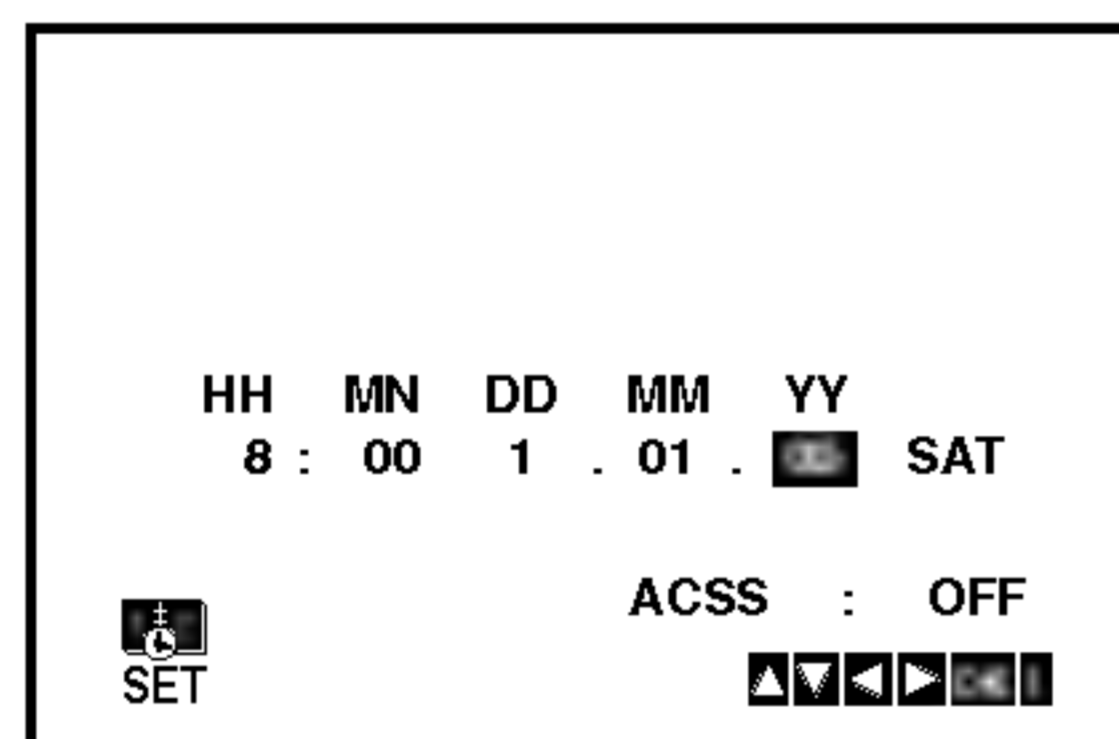 HH MN DD MM YY
8 : 00 1 . 01 . SAT
ACSS : OFF
SET